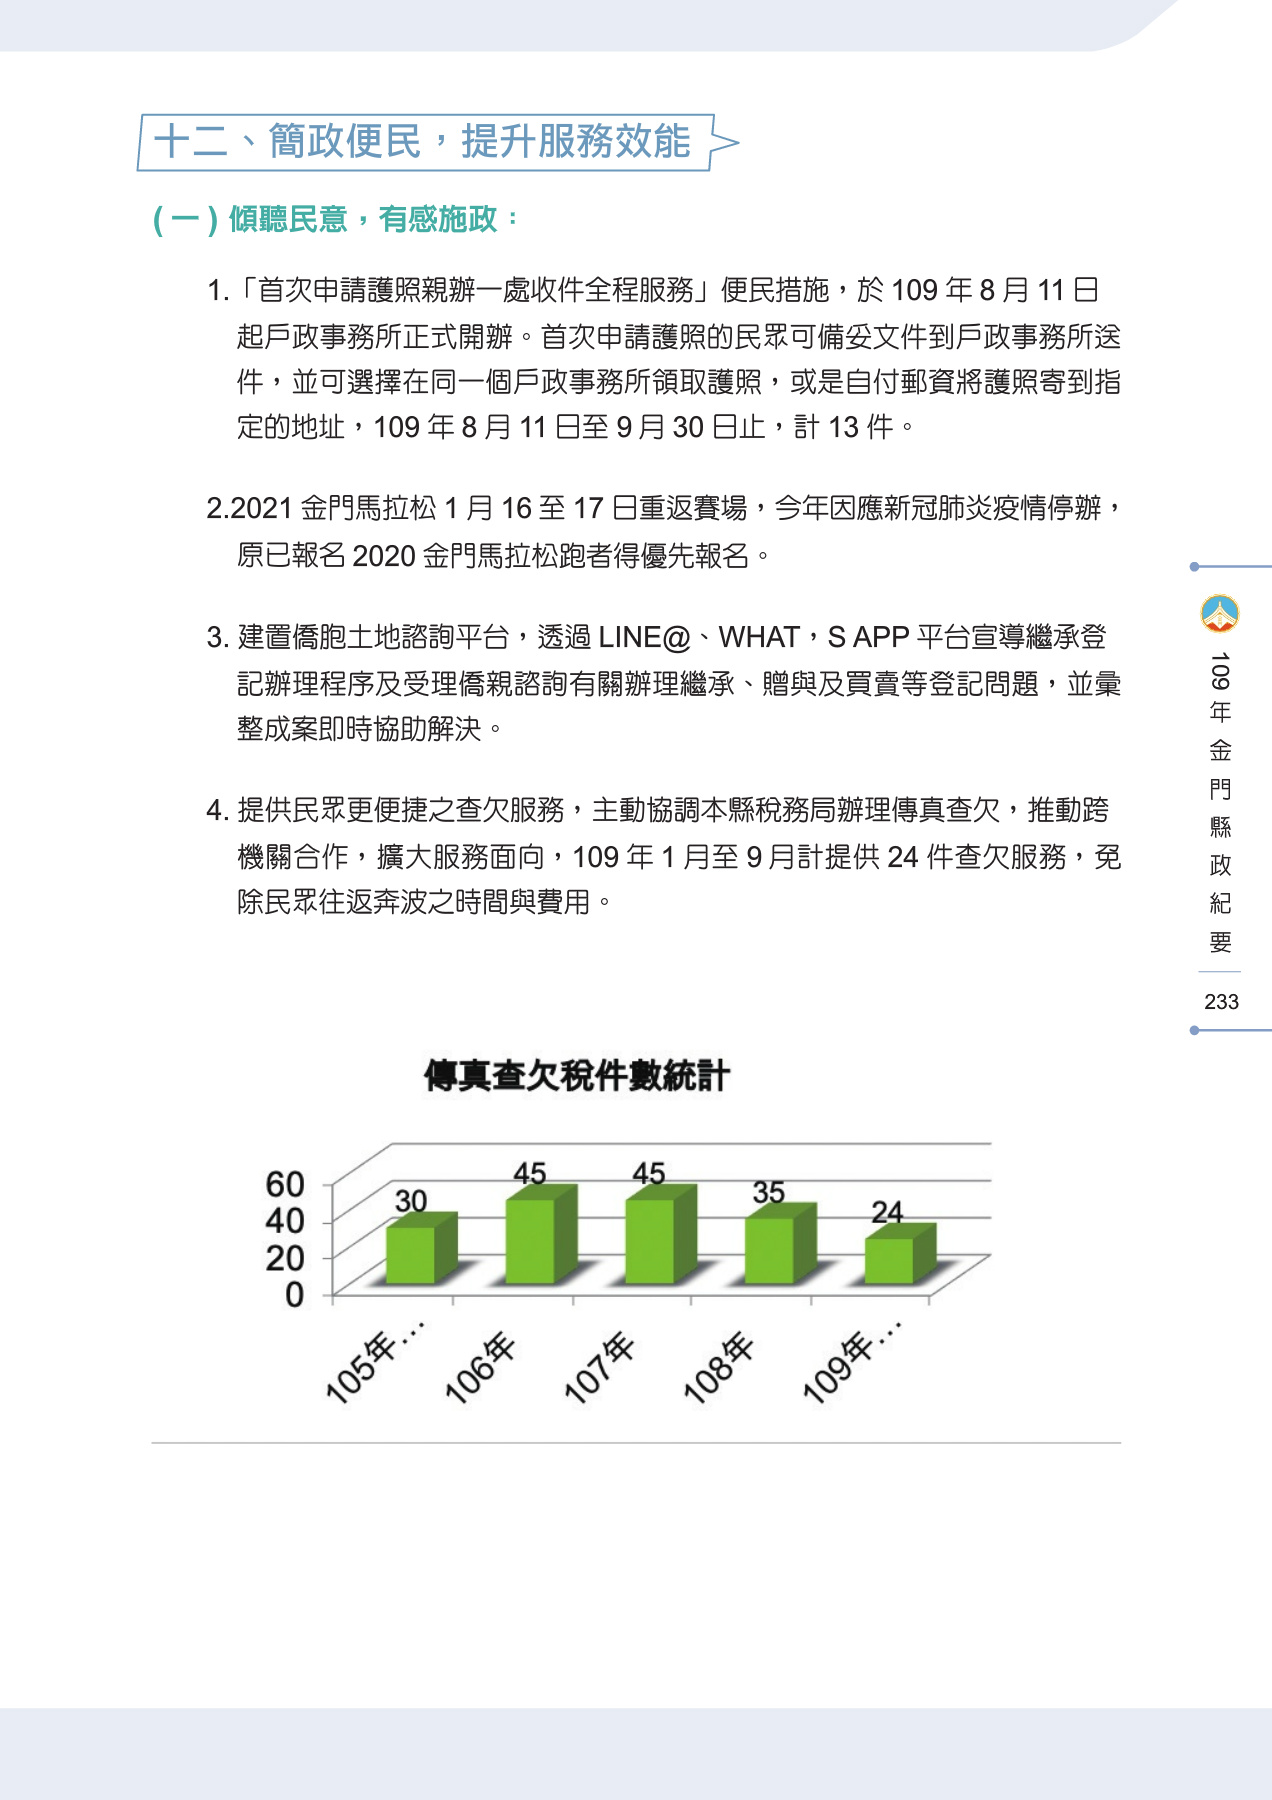 十二、簡政便民，提升服務效能
(一) 傾聽民意，有感施政：
1.「首次申請護照親辦一處收件全程服務」便民措施，於 109 年 8 月 11 日
起戶政事務所正式開辦。首次申請護照的民眾可備妥文件到戶政事務所送
件，並可選擇在同一個戶政事務所領取護照，或是自付郵資將護照寄到指
定的地址，109 年 8 月 11 日至 9 月 30 日止，計 13 件。
2.2021 金門馬拉松 1 月 16 至 17 日重返賽場，今年因應新冠肺炎疫情停辦，
原已報名 2020 金門馬拉松跑者得優先報名。
3. 建置僑胞土地諮詢平台，透過 LINE@、WHAT，S APP 平台宣導繼承登
記辦理程序及受理僑親諮詢有關辦理繼承、贈與及買賣等登記問題，並彙
整成案即時協助解決。
4. 提供民眾更便捷之查欠服務，主動協調本縣稅務局辦理傳真查欠，推動跨
機關合作，擴大服務面向，109 年 1 月至 9 月計提供 24 件查欠服務，免
除民眾往返奔波之時間與費用。
傳真查欠稅件數統計
60
40
20
0
30
45
45
35
24
105年...
106年
107年
108年
109年...
109年金門縣政紀要
233